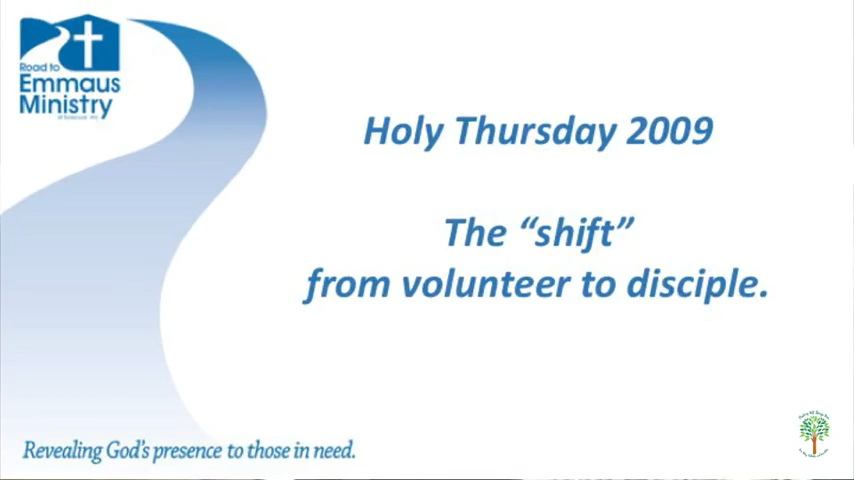 Road to
Emmaus
Ministry
Holy Thursday 2009
The “shift”
from volunteer to disciple.
Revealing God's presence to those in need.